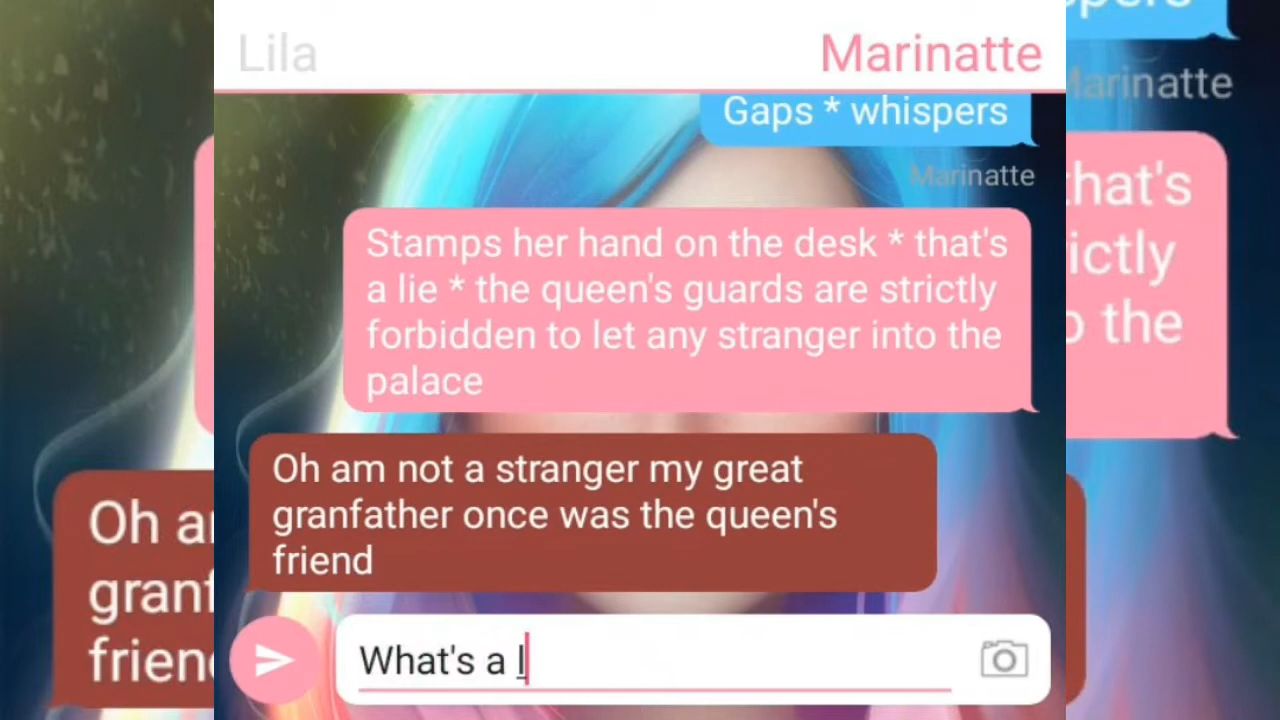 Lila
Marinatte
Gaps * whispers
Marinatte
Stamps her hand on the desk * that's
a lie * the queen's guards are strictly
forbidden to let any stranger into the
palace
Oh am not a stranger my great
granfather once was the queen's
friend
What's a l